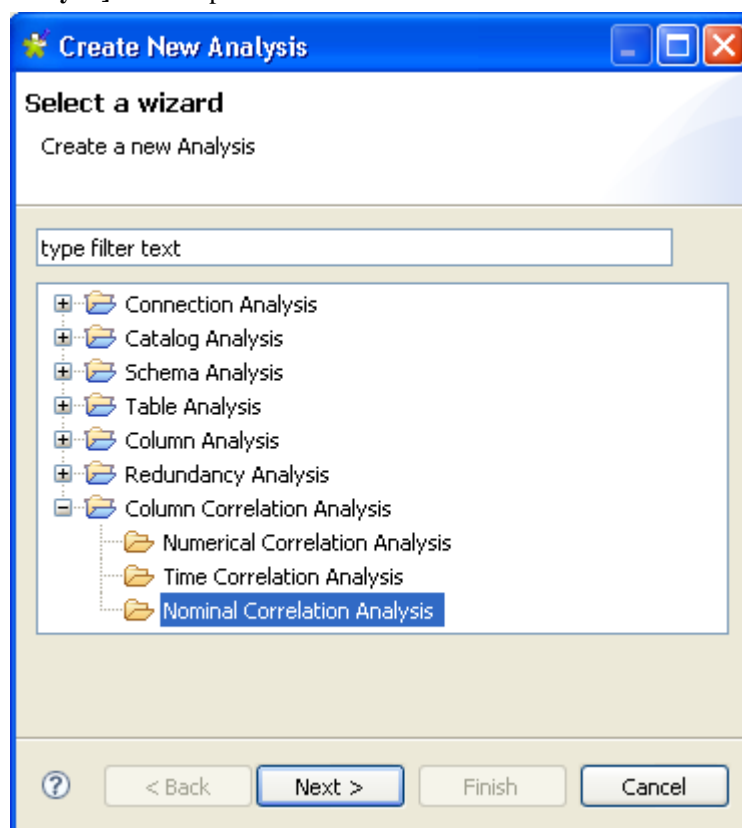 Create New Analysis
Select a wizard
Create a new Analysis
type filter text
Connection Analysis
Catalog Analysis
Schema Analysis
Table Analysis
Column Analysis
Redundancy Analysis
Column Correlation Analysis
Numerical Correlation Analysis
Time Correlation Analysis
Nominal Correlation Analysis
? < Back Next > Finish Cancel